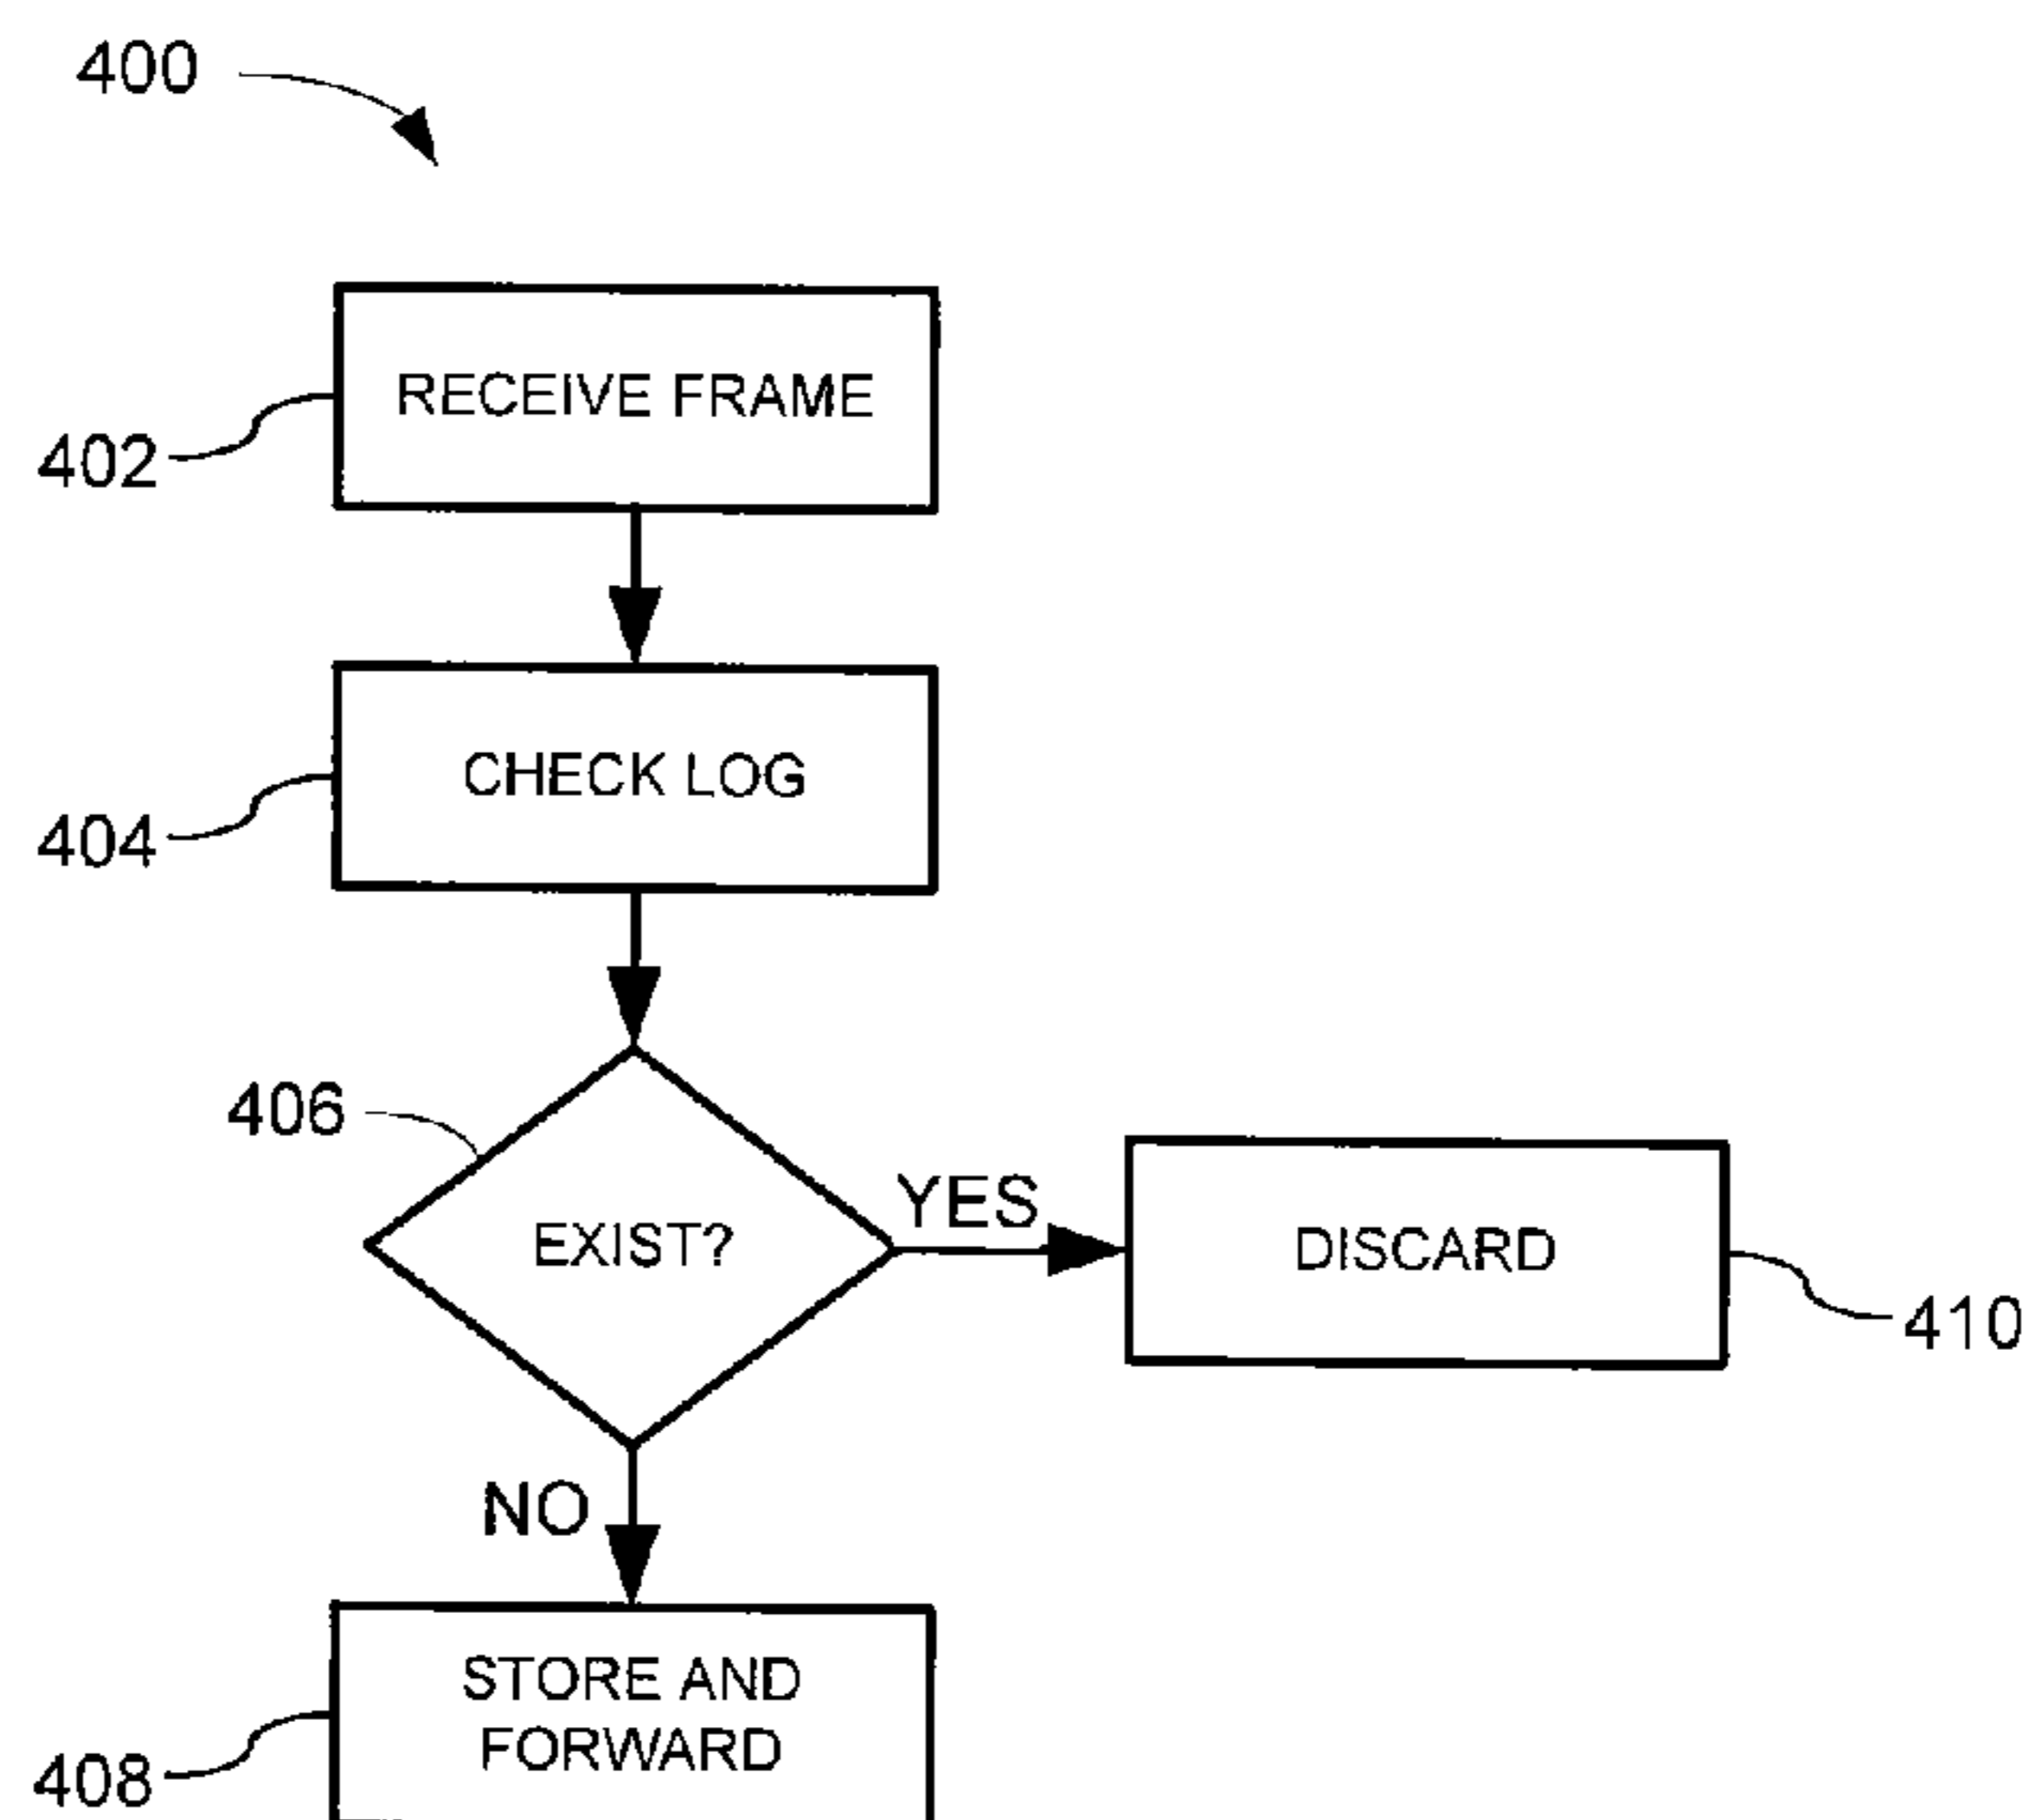 400
RECEIVE FRAME
402
CHECK LOG
404
406
EXIST?
YES
DISCARD
410
NO
STORE AND
FORWARD
408